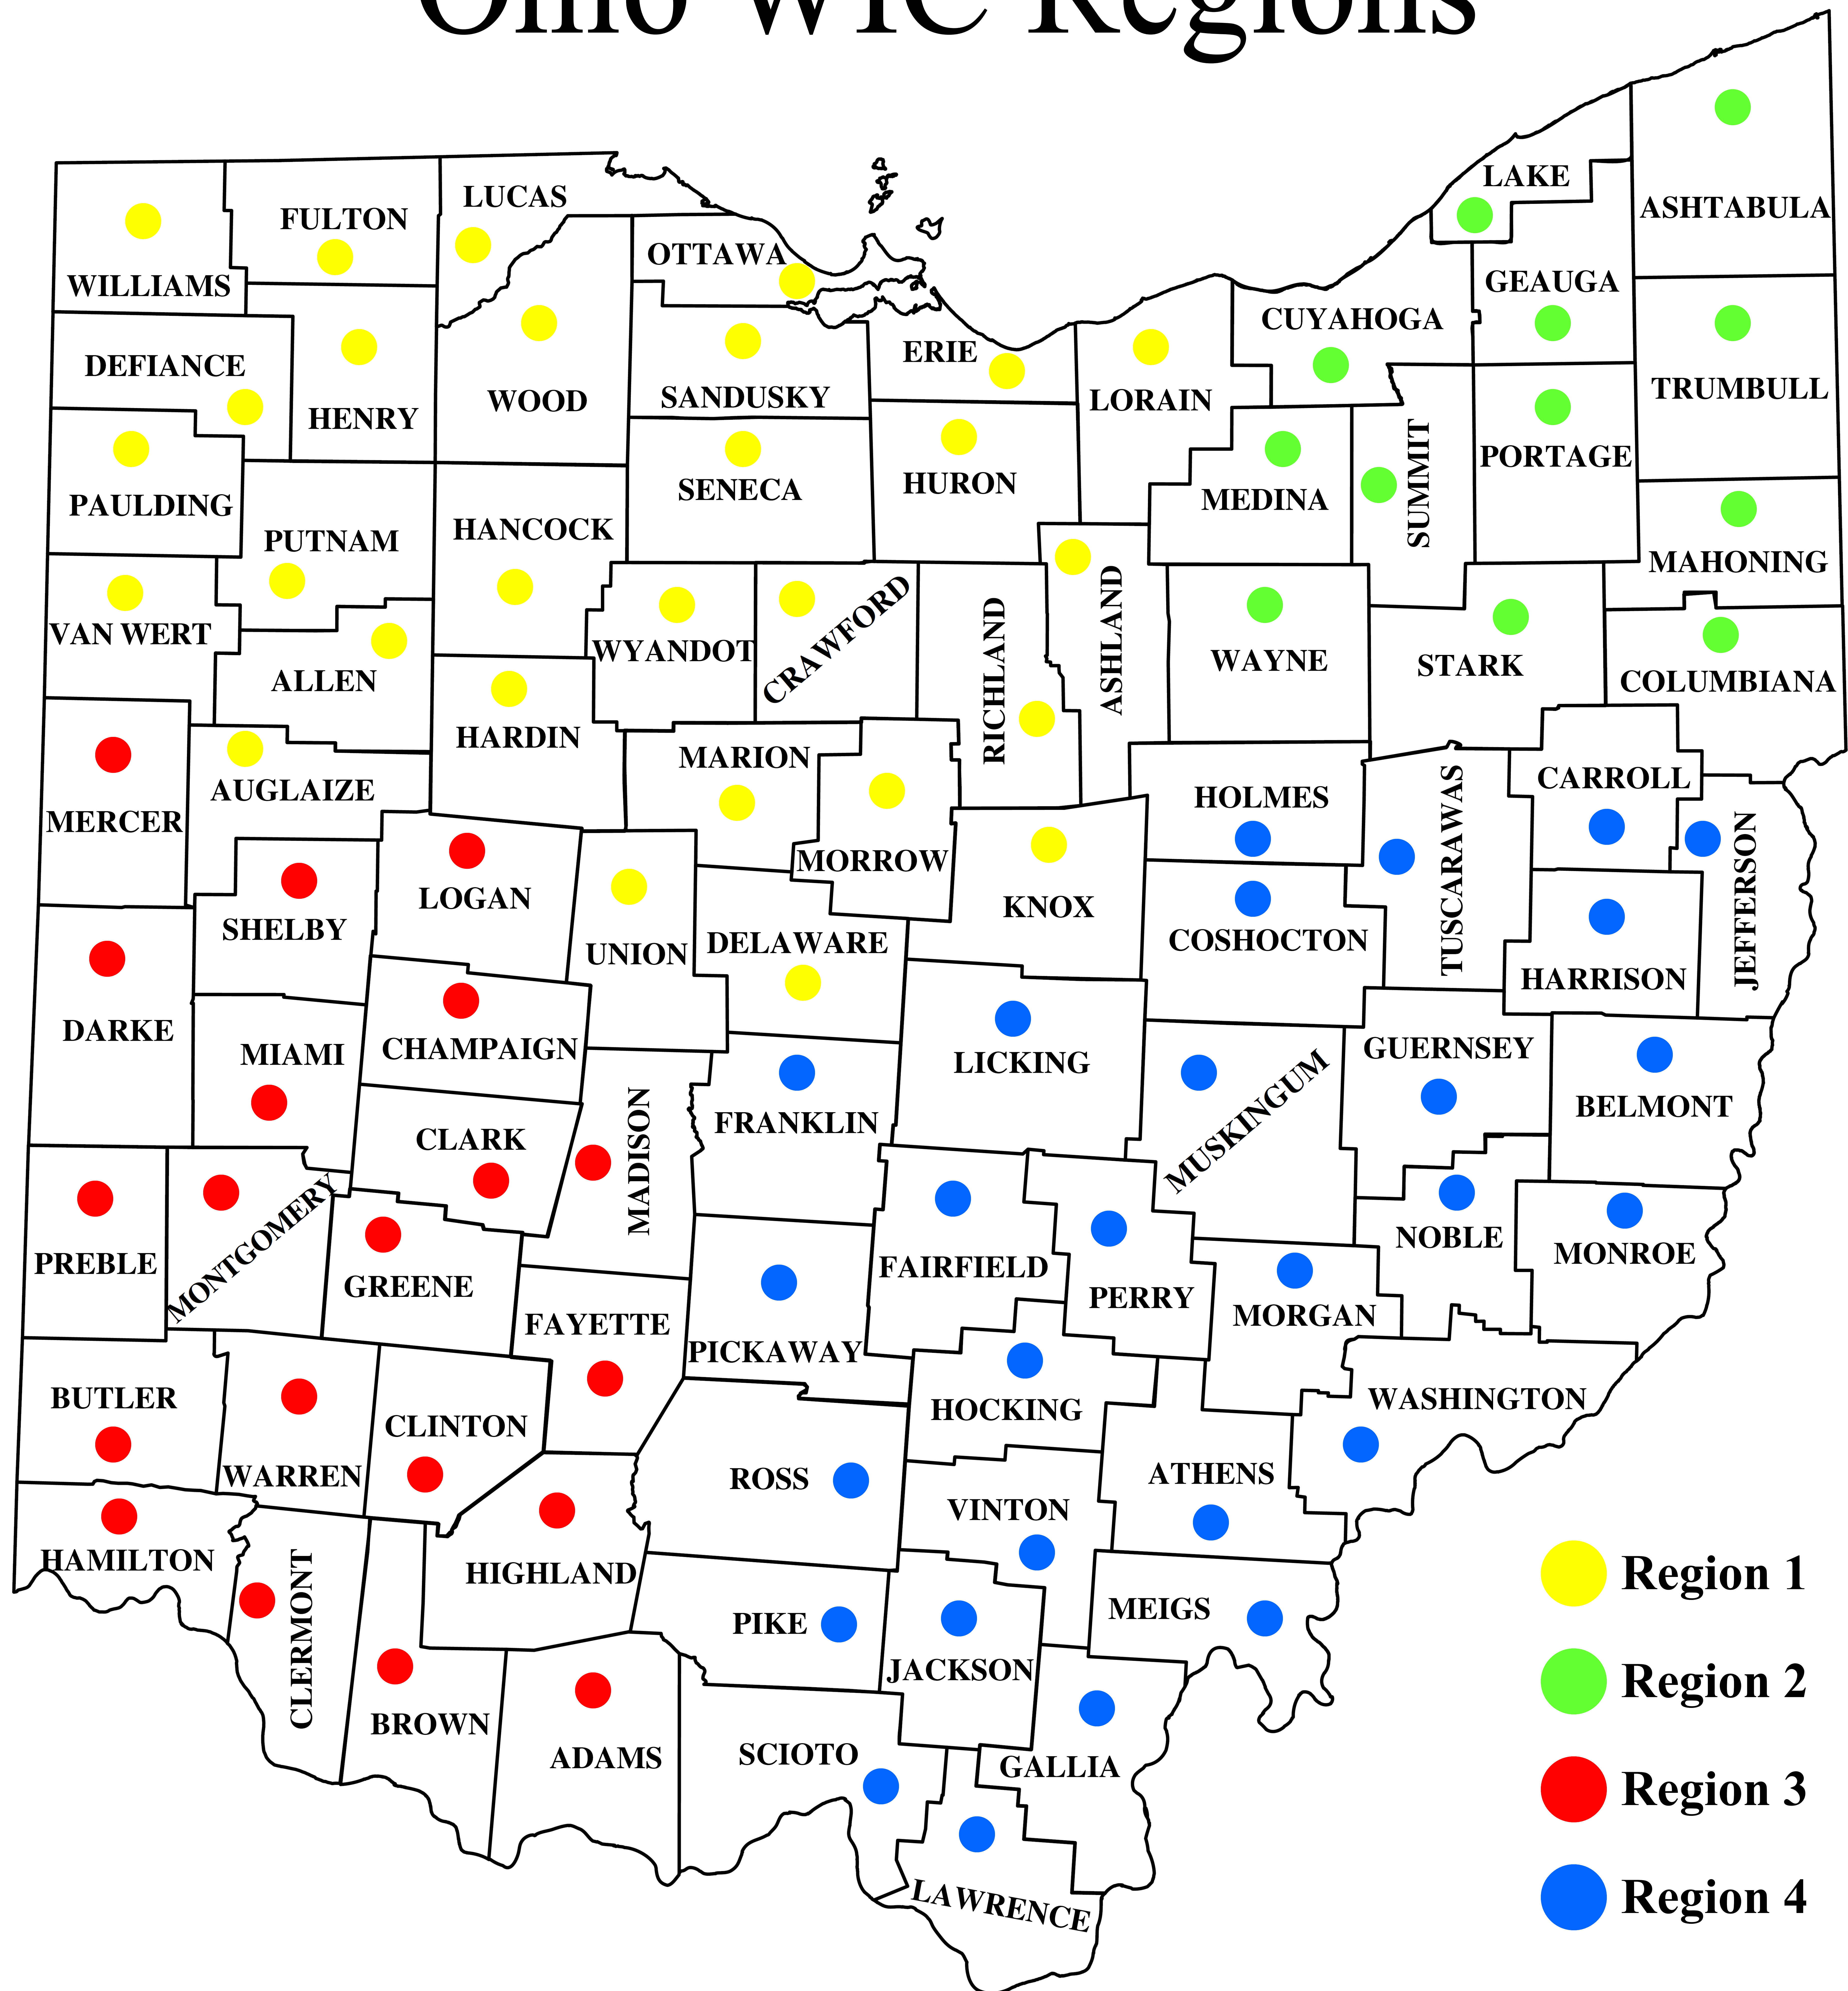 Ohio WIC Regions
LAKE
ASHTABULA
LUCAS
FULTON
OTTAWA
WILLIAMS
GEAUGA
CUYAHOGA
ERIE
DEFIANCE
SANDUSKY
WOOD
LORAIN
TRUMBULL
HENRY
SUMMIT
PORTAGE
SENECA
HURON
MEDINA
PAULDING
HANCOCK
PUTNAM
MAHONING
VAN WERT
WYANDOT
CRAWFORD
RICHLAND
ASHLAND
WAYNE
STARK
ALLEN
COLUMBIANA
HARDIN
MARION
CARROLL
AUGLAIZE
HOLMES
MERCER
TUSCARAWAS
JEFFERSON
MORROW
LOGAN
KNOX
SHELBY
UNION
DELAWARE
COSHOCTON
HARRISON
DARKE
MIAMI
CHAMPAIGN
LICKING
GUERNSEY
MUSKINGUM
BELMONT
FRANKLIN
CLARK
MADISON
NOBLE
MONROE
PREBLE
MONTGOMERY
GREENE
FAIRFIELD
PERRY
MORGAN
FAYETTE
PICKAWAY
BUTLER
WASHINGTON
HOCKING
CLINTON
WARREN
ROSS
ATHENS
VINTON
HAMILTON
HIGHLAND
CLERMONT
Region 1
MEIGS
PIKE
JACKSON
Region 2
BROWN
ADAMS
SCIOTO
GALLIA
Region 3
LAWRENCE
Region 4